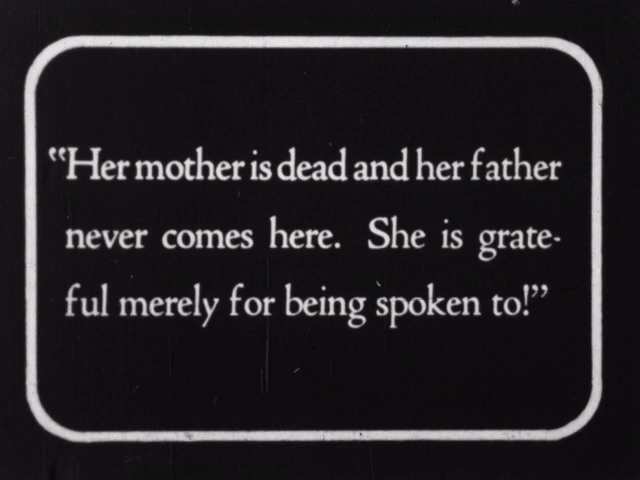 “Her mother is dead and her father
never comes here. She is grate-
ful merely for being spoken to!”